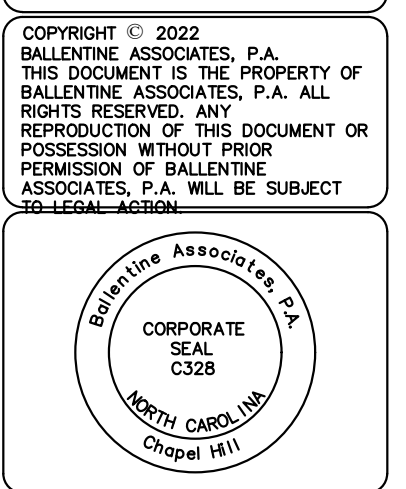 COPYRIGHT © 2022
BALLENTINE ASSOCIATES, P.A.
THIS DOCUMENT IS THE PROPERTY OF
BALLENTINE ASSOCIATES, P.A. ALL
RIGHTS RESERVED. ANY
REPRODUCTION OF THIS DOCUMENT OR
POSSESSION WITHOUT PRIOR
PERMISSION OF BALLENTINE
ASSOCIATES, P.A. WILL BE SUBJECT
TO LEGAL ACTION.
Ballentine Associates, P.A.
CORPORATE
SEAL
C328
NORTH CAROLINA
Chapel Hill